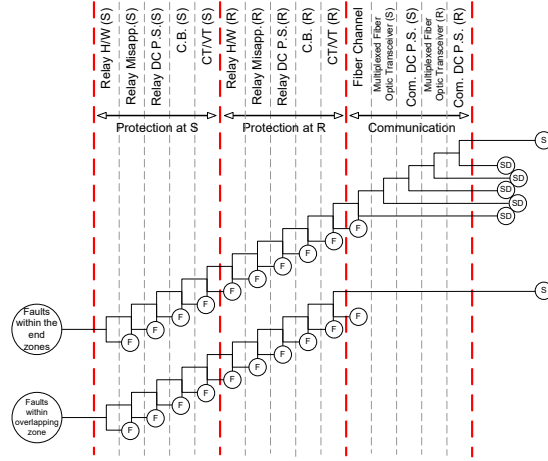 Relay H/W (S)
Relay Misapp.(S)
Relay DC P.S. (S)
C.B. (S)
CT/VT (S)
Relay H/W (R)
Relay Misapp.(R)
Relay DC P.S.(R)
C.B. (R)
CT/VT (R)
Fiber Channel
Multiplexed Fiber
Optic Transceiver (S)
Com. DC P.S. (S)
Multiplexed Fiber
Optic Transceiver (R)
Com. DC P.S. (R)
Protection at S
Protection at R
Communication
S
SD
SD
SD
SD
SD
F
F
F
F
F
F
F
F
F
F
Faults
within the
end
zones
S
F
F
F
F
F
F
F
F
F
F
Faults
within
overlapping
zone